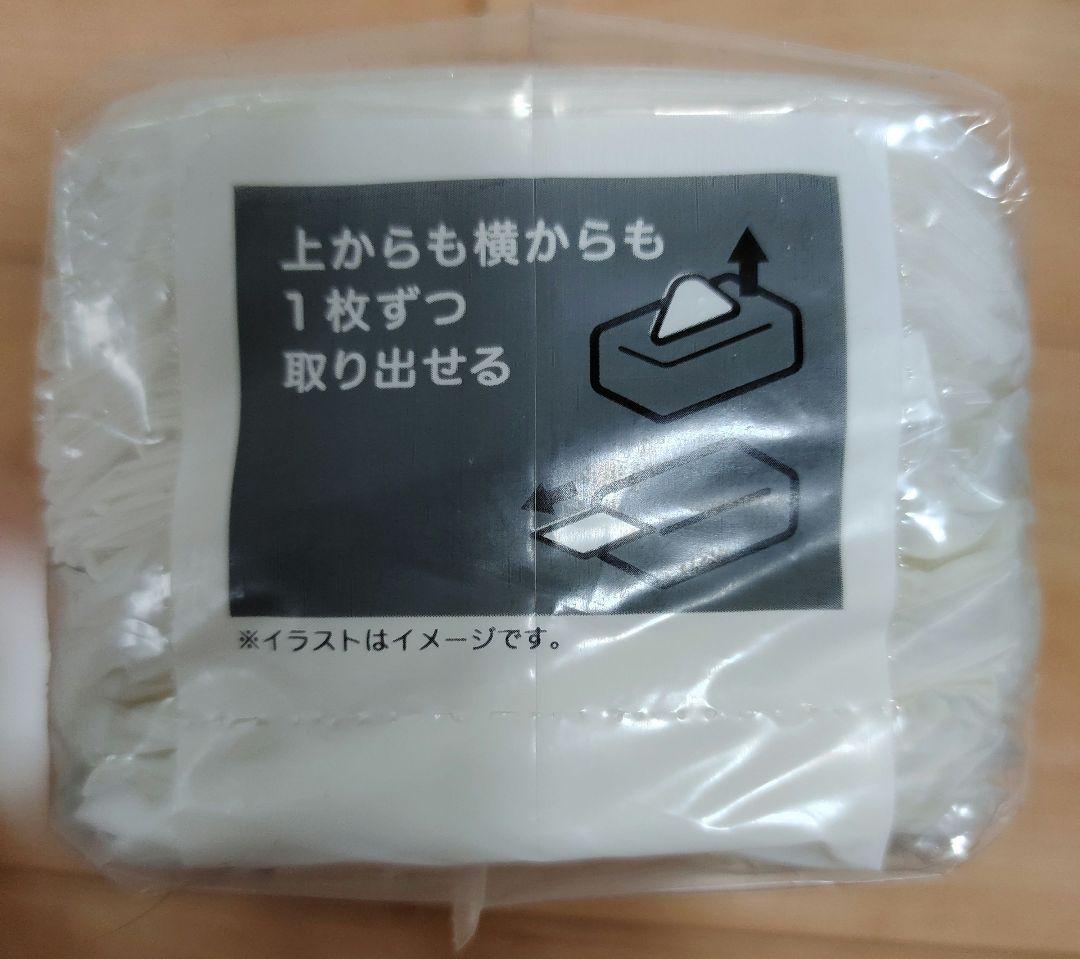 上からも横からも
1枚ずつ
取り出せる
※イラストはイメージです。